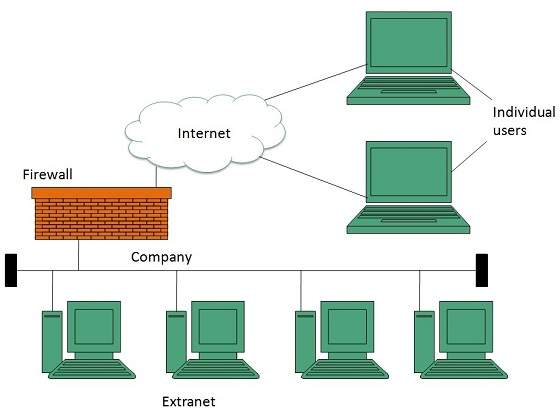 Internet
Individual
users
Firewall
Company
Extranet